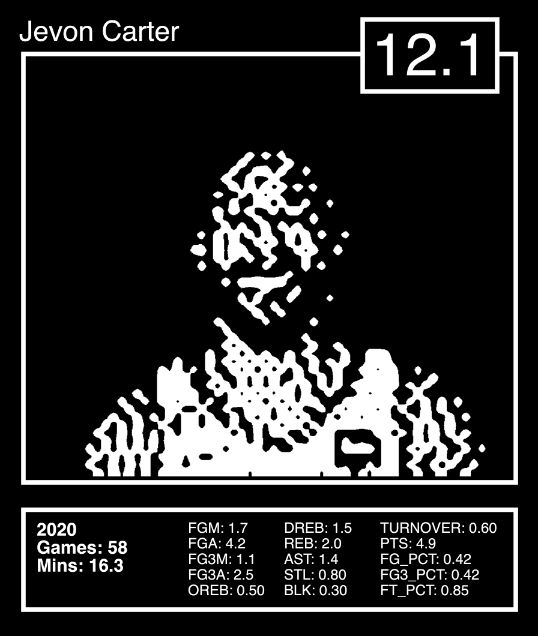 Jevon Carter
12.1
2020
Games: 58
Mins: 16.3
FGM: 1.7
FGA: 4.2
FG3M: 1.1
FG3A: 2.5
OREB: 0.50
DREB: 1.5
REB: 2.0
AST: 1.4
STL: 0.80
BLK: 0.30
TURNOVER: 0.60
PTS: 4.9
FG_PCT: 0.42
FG3_PCT: 0.42
FT_PCT: 0.85